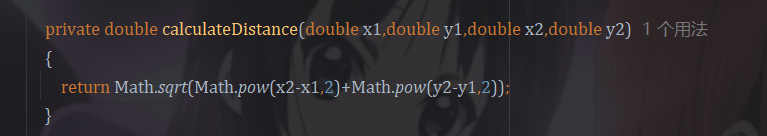 private double calculateDistance(double x1,double y1,double x2,double y2) 1 个用法
{
return Math.sqrt(Math.pow(x2-x1,2)+Math.pow(y2-y1,2));
}